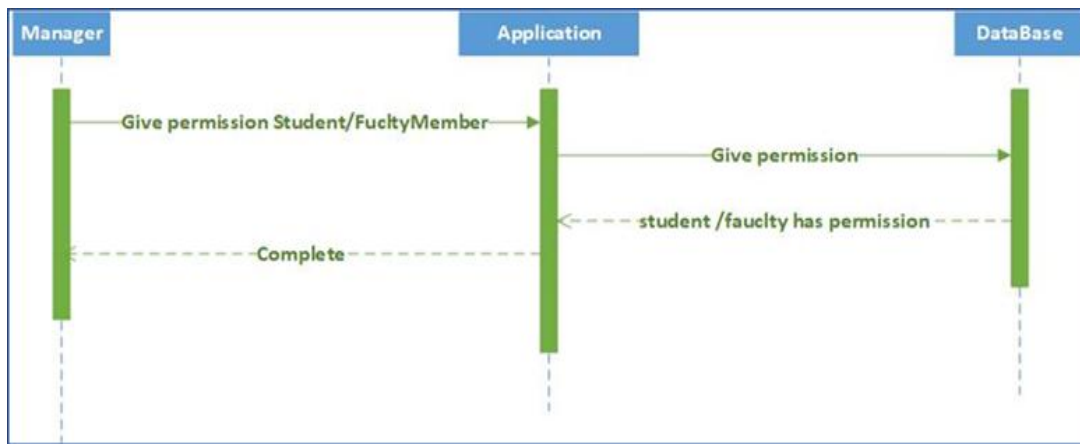 Manager
Application
DataBase
Give permission Student/FucltyMember
Give permission
student /fauclty has permission
Complete